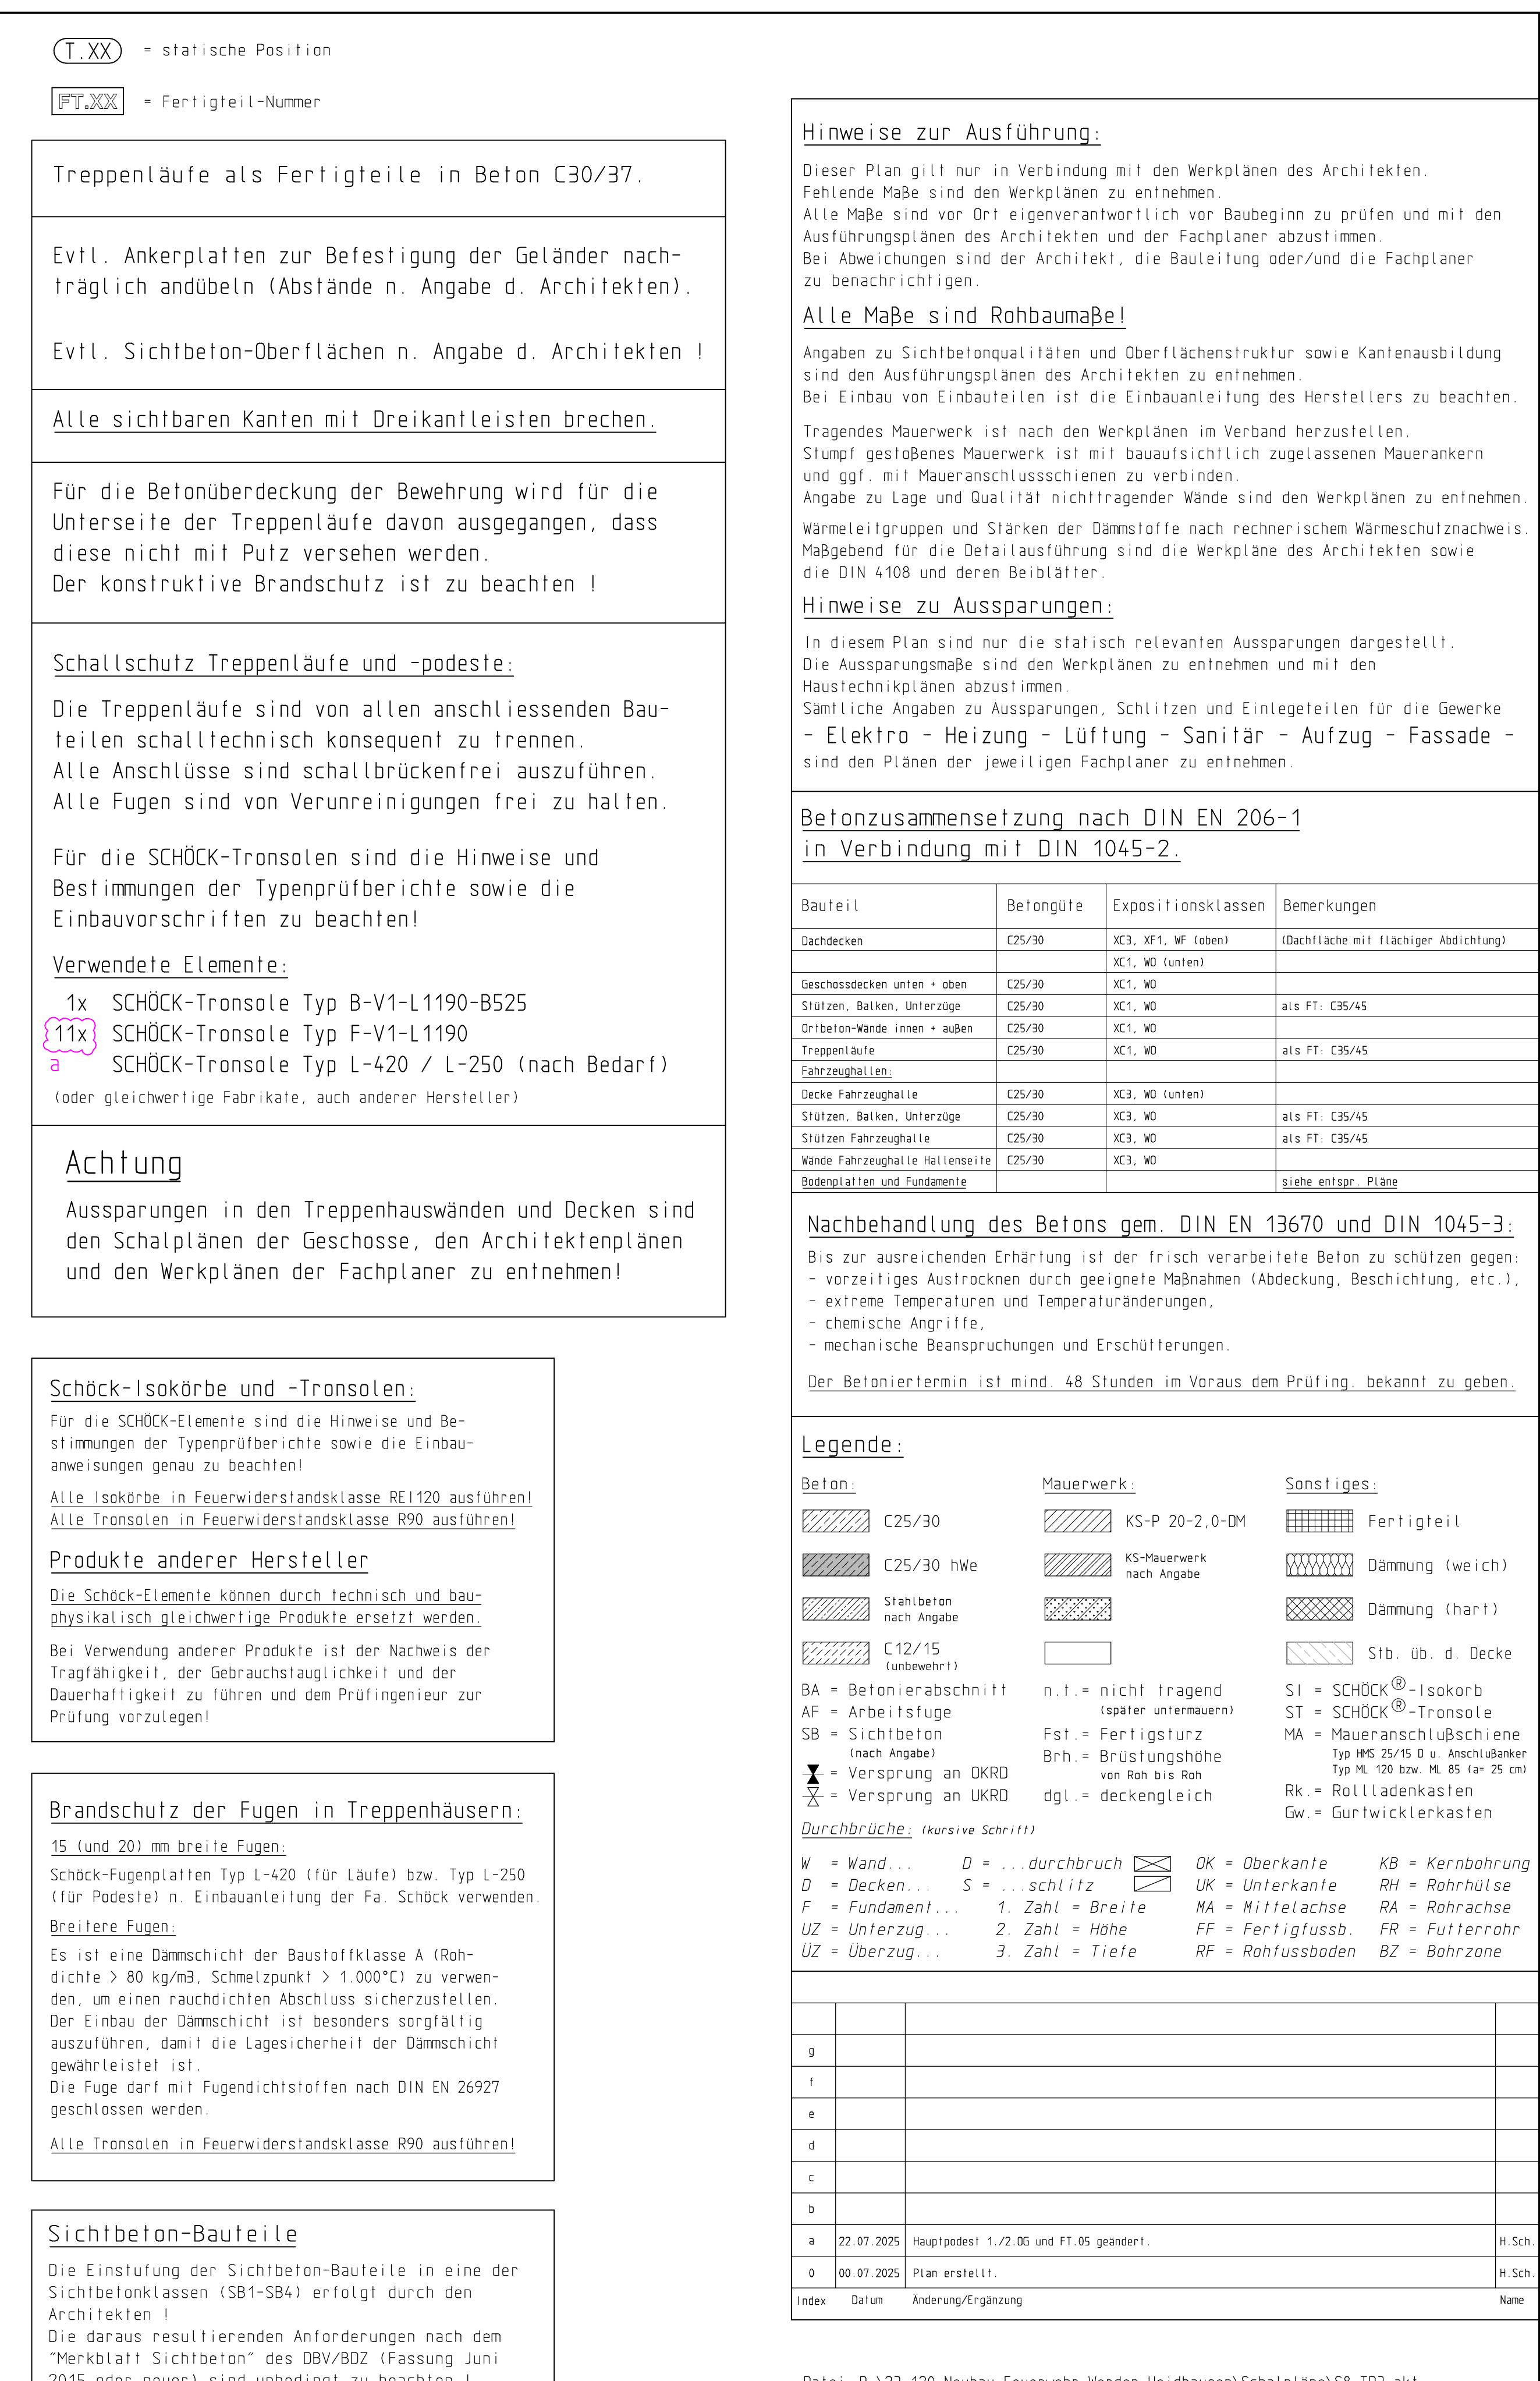 T.XX = statische Position
FT.XX = Fertigteil-Nummer
Treppenläufe als Fertigteile in Beton C30/37.
Evtl. Ankerplatten zur Befestigung der Geländer nach-
träglich andübeln (Abstände n. Angabe d. Architekten).
Evtl. Sichtbeton-Oberflächen n. Angabe d. Architekten !
Alle sichtbaren Kanten mit Dreikantleisten brechen.
Für die Betonüberdeckung der Bewehrung wird für die
Unterseite der Treppenläufe davon ausgegangen, dass
diese nicht mit Putz versehen werden.
Der konstruktive Brandschutz ist zu beachten !
Schallschutz Treppenläufe und -podeste:
Die Treppenläufe sind von allen anschliessenden Bau-
teilen schalltechnisch konsequent zu trennen.
Alle Anschlüsse sind schallbrückenfrei auszuführen.
Alle Fugen sind von Verunreinigungen frei zu halten.
Für die SCHÖCK-Tronsolen sind die Hinweise und
Bestimmungen der Typenprüfberichte sowie die
Einbauvorschriften zu beachten!
Verwendete Elemente:
1x SCHÖCK-Tronsole Typ B-V1-L1190-B525
11x SCHÖCK-Tronsole Typ F-V1-L1190
a SCHÖCK-Tronsole Typ L-420 / L-250 (nach Bedarf)
(oder gleichwertige Fabrikate, auch anderer Hersteller)
Achtung
Aussparungen in den Treppenhauswänden und Decken sind
den Schalplänen der Geschosse, den Architektenplänen
und den Werkplänen der Fachplaner zu entnehmen!
Schöck-Isokörbe und -Tronsolen:
Für die SCHÖCK-Elemente sind die Hinweise und Be-
stimmungen der Typenprüfberichte sowie die Einbau-
anweisungen genau zu beachten!
Alle Isokörbe in Feuerwiderstandsklasse REI120 ausführen!
Alle Tronsolen in Feuerwiderstandsklasse R90 ausführen!
Produkte anderer Hersteller
Die Schöck-Elemente können durch technisch und bau-
physikalisch gleichwertige Produkte ersetzt werden.
Bei Verwendung anderer Produkte ist der Nachweis der
Tragfähigkeit, der Gebrauchstauglichkeit und der
Dauerhaftigkeit zu führen und dem Prüfingenieur zur
Prüfung vorzulegen!
Brandschutz der Fugen in Treppenhäusern:
15 (und 20) mm breite Fugen:
Schöck-Fugenplatten Typ L-420 (für Läufe) bzw. Typ L-250
(für Podeste) n. Einbauanleitung der Fa. Schöck verwenden.
Breitere Fugen:
Es ist eine Dämmschicht der Baustoffklasse A (Roh-
dichte > 80 kg/m3, Schmelzpunkt > 1.000°C) zu verwen-
den, um einen rauchdichten Abschluss sicherzustellen.
Der Einbau der Dämmschicht ist besonders sorgfältig
auszuführen, damit die Lagesicherheit der Dämmschicht
gewährleistet ist.
Die Fuge darf mit Fugendichtstoffen nach DIN EN 26927
geschlossen werden.
Alle Tronsolen in Feuerwiderstandsklasse R90 ausführen!
Sichtbeton-Bauteile
Die Einstufung der Sichtbeton-Bauteile in eine der
Sichtbetonklassen (SB1-SB4) erfolgt durch den
Architekten !
Die daraus resultierenden Anforderungen nach dem
"Merkblatt Sichtbeton" des DBV/BDZ (Fassung Juni
2015 oder neuer) sind unbedingt zu beachten !
Hinweise zur Ausführung:
Dieser Plan gilt nur in Verbindung mit den Werkplänen des Architekten.
Fehlende Maße sind den Werkplänen zu entnehmen.
Alle Maße sind vor Ort eigenverantwortlich vor Baubeginn zu prüfen und mit den
Ausführungsplänen des Architekten und der Fachplaner abzustimmen.
Bei Abweichungen sind der Architekt, die Bauleitung oder/und die Fachplaner
zu benachrichtigen.
Alle Maße sind Rohbaumaße!
Angaben zu Sichtbetonqualitäten und Oberflächenstruktur sowie Kantenausbildung
sind den Ausführungsplänen des Architekten zu entnehmen.
Bei Einbau von Einbauteilen ist die Einbauanleitung des Herstellers zu beachten.
Tragendes Mauerwerk ist nach den Werkplänen im Verband herzustellen.
Stumpf gestoßenes Mauerwerk ist mit bauaufsichtlich zugelassenen Mauerankern
und ggf. mit Maueranschlussschienen zu verbinden.
Angabe zu Lage und Qualität nichttragender Wände sind den Werkplänen zu entnehmen.
Wärmeleitgruppen und Stärken der Dämmstoffe nach rechnerischem Wärmeschutznachweis.
Maßgebend für die Detailausführung sind die Werkpläne des Architekten sowie
die DIN 4108 und deren Beiblätter.
Hinweise zu Aussparungen:
In diesem Plan sind nur die statisch relevanten Aussparungen dargestellt.
Die Aussparungsmaße sind den Werkplänen zu entnehmen und mit den
Haustechnikplänen abzustimmen.
Sämtliche Angaben zu Aussparungen, Schlitzen und Einlegeteilen für die Gewerke
- Elektro - Heizung - Lüftung - Sanitär - Aufzug - Fassade -
sind den Plänen der jeweiligen Fachplaner zu entnehmen.
Betonzusammensetzung nach DIN EN 206-1
in Verbindung mit DIN 1045-2.
Bauteil Betongüte Expositionsklassen Bemerkungen
Dachdecken C25/30 XC3, XF1, WF (oben) (Dachfläche mit flächiger Abdichtung)
XC1, WO (unten)
Geschossdecken unten + oben C25/30 XC1, WO
Stützen, Balken, Unterzüge C25/30 XC1, WO als FT: C35/45
Ortbeton-Wände innen + außen C25/30 XC1, WO
Treppenläufe C25/30 XC1, WO als FT: C35/45
Fahrzeughallen:
Decke Fahrzeughalle C25/30 XC3, WO (unten)
Stützen, Balken, Unterzüge C25/30 XC3, WO als FT: C35/45
Stützen Fahrzeughalle C25/30 XC3, WO als FT: C35/45
Wände Fahrzeughalle Hallenseite C25/30 XC3, WO
Bodenplatten und Fundamente siehe entspr. Pläne
Nachbehandlung des Betons gem. DIN EN 13670 und DIN 1045-3:
Bis zur ausreichenden Erhärtung ist der frisch verarbeitete Beton zu schützen gegen:
- vorzeitiges Austrocknen durch geeignete Maßnahmen (Abdeckung, Beschichtung, etc.),
- extreme Temperaturen und Temperaturänderungen,
- chemische Angriffe,
- mechanische Beanspruchungen und Erschütterungen.
Der Betoniertermin ist mind. 48 Stunden im Voraus dem Prüfing. bekannt zu geben.
Legende:
Beton: Mauerwerk: Sonstiges:
C25/30 KS-P 20-2,0-DM Fertigteil
C25/30 hWe KS-Mauerwerk nach Angabe Dämmung (weich)
Stahlbeton nach Angabe Dämmung (hart)
C12/15 (unbewehrt) Stb. üb. d. Decke
BA = Betonierabschnitt n.t.= nicht tragend SI = SCHÖCK®-Isokorb
AF = Arbeitsfuge (später untermauern) ST = SCHÖCK®-Tronsole
SB = Sichtbeton Fst.= Fertigsturz MA = Maueranschlußschiene
(nach Angabe) Brh.= Brüstungshöhe Typ HMS 25/15 D u. Anschlußanker
von Roh bis Roh Typ ML 120 bzw. ML 85 (a= 25 cm)
= Versprung an OKRD Rk.= Rollladenkasten
= Versprung an UKRD dgl.= deckengleich Gw.= Gurtwicklerkasten
Durchbrüche: (kursive Schrift)
W = Wand... D = ...durchbruch OK = Oberkante KB = Kernbohrung
D = Decken... S = ...schlitz UK = Unterkante RH = Rohrhülse
F = Fundament... 1. Zahl = Breite MA = Mittelachse RA = Rohrachse
UZ = Unterzug... 2. Zahl = Höhe FF = Fertigfussb. FR = Futterrohr
ÜZ = Überzug... 3. Zahl = Tiefe RF = Rohfussboden BZ = Bohrzone
g
f
e
d
c
b
a 22.07.2025 Hauptpodest 1./2.OG und FT.05 geändert. H.Sch.
0 00.07.2025 Plan erstellt. H.Sch.
Index Datum Änderung/Ergänzung Name